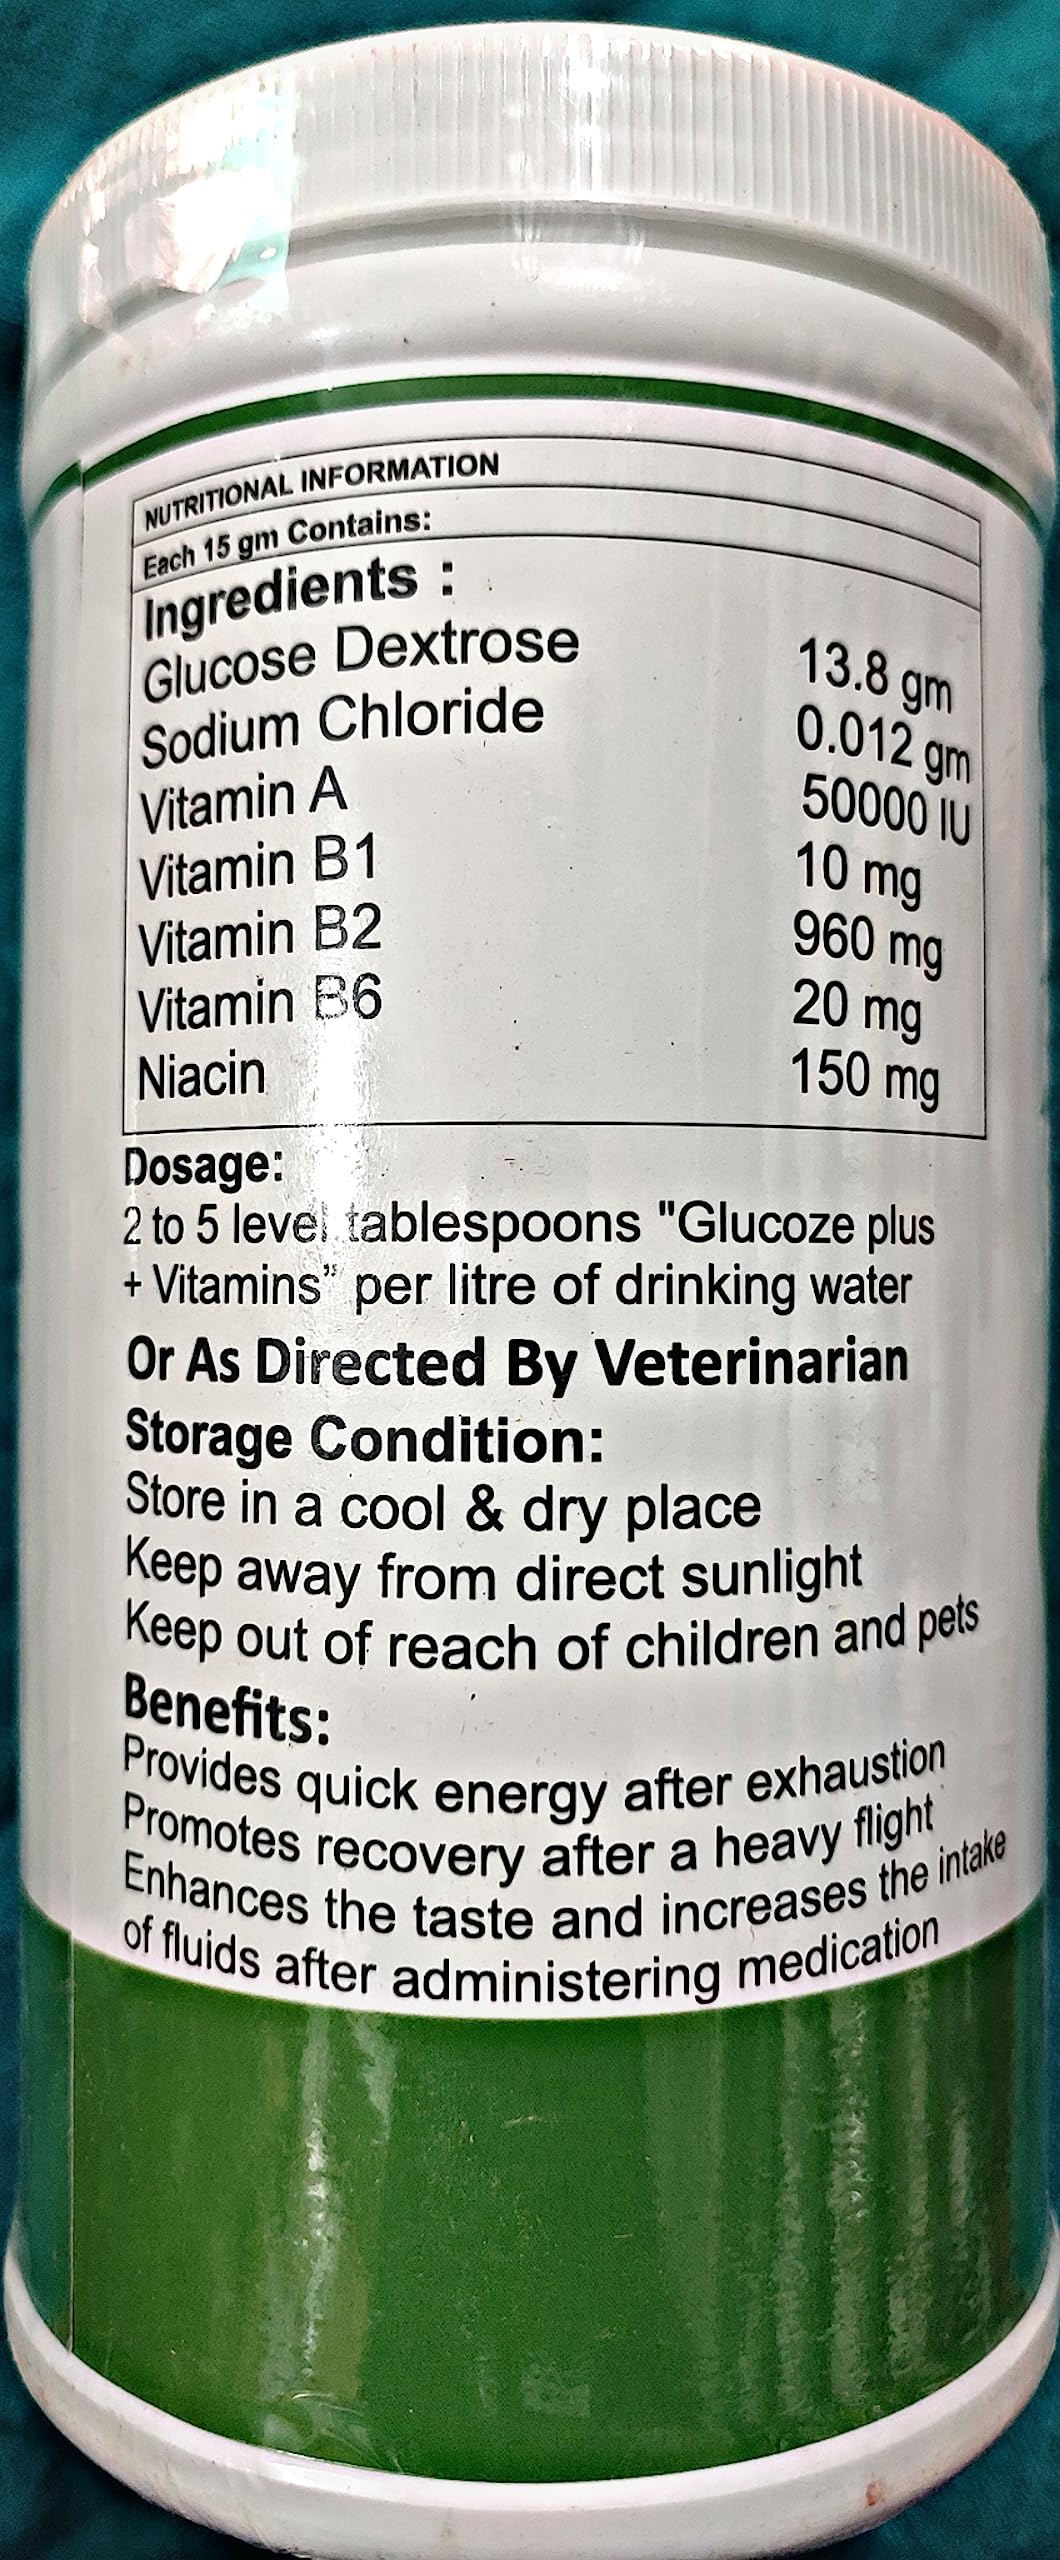 NUTRITIONAL INFORMATION
Each 15 gm Contains:
Ingredients :
Glucose Dextrose 13.8 gm
Sodium Chloride 0.012 gm
Vitamin A 50000 IU
Vitamin B1 10 mg
Vitamin B2 960 mg
Vitamin B6 20 mg
Niacin 150 mg
Dosage:
2 to 5 level tablespoons "Glucoze plus
+ Vitamins” per litre of drinking water
Or As Directed By Veterinarian
Storage Condition:
Store in a cool & dry place
Keep away from direct sunlight
Keep out of reach of children and pets
Benefits:
Provides quick energy after exhaustion
Promotes recovery after a heavy flight
Enhances the taste and increases the intake
of fluids after administering medication